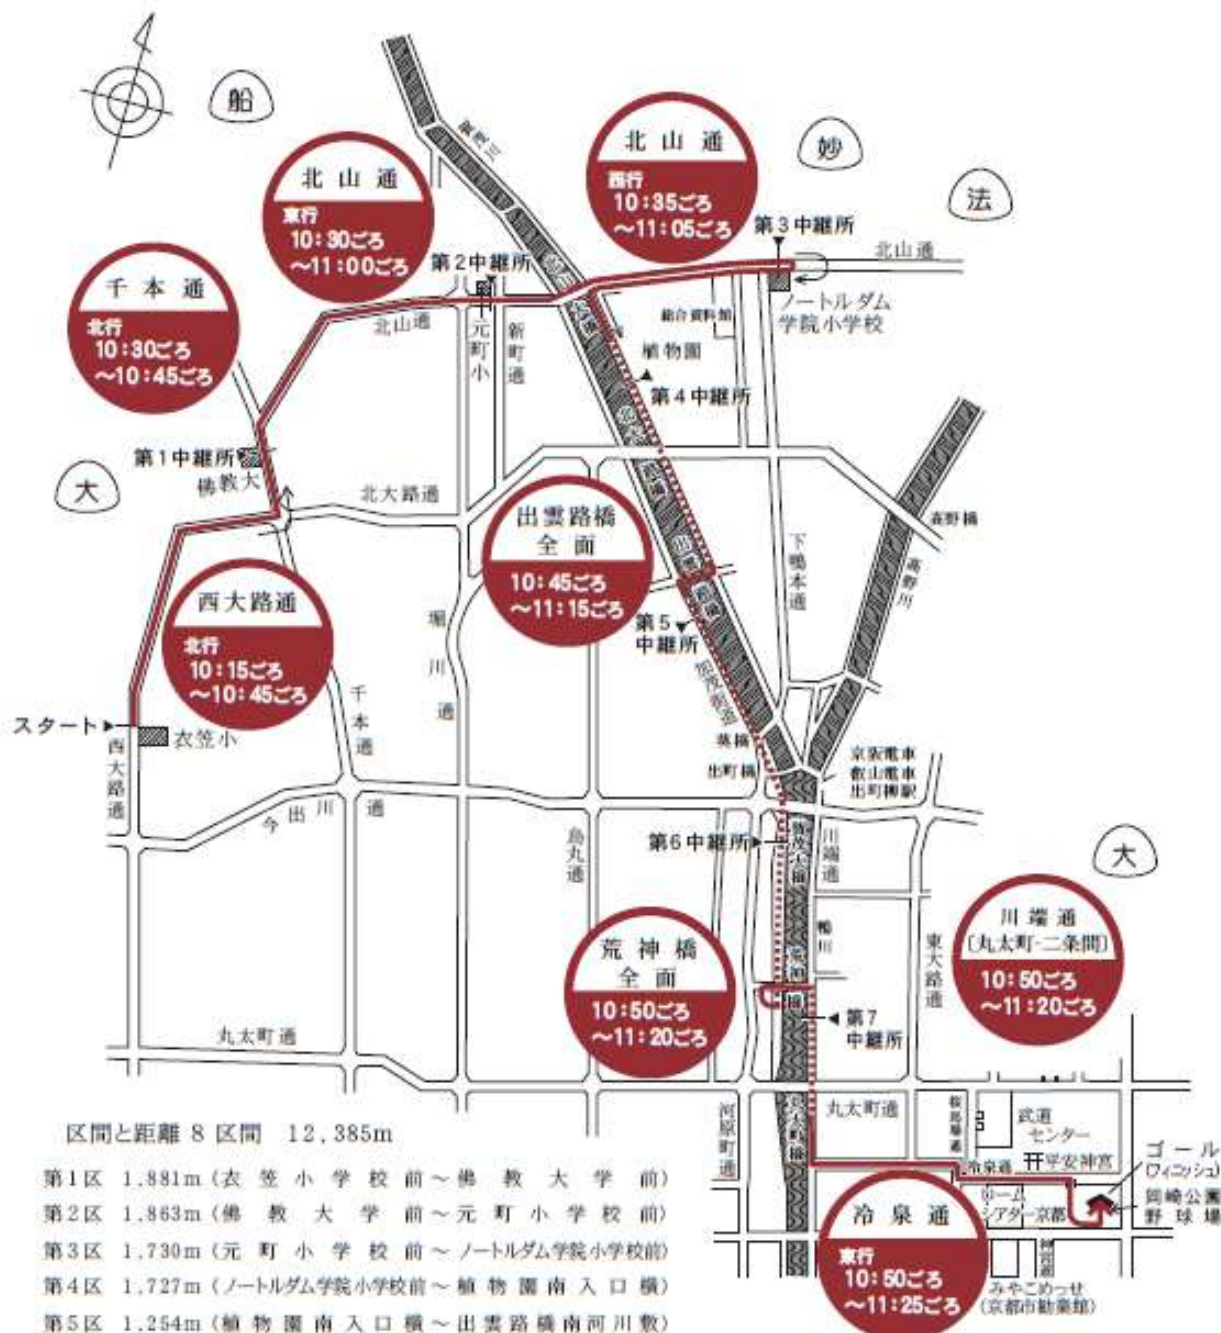 船
妙
法
大
大
賀茂川
北山通
東行
10:30ごろ
～11:00ごろ
北山通
西行
10:35ごろ
～11:05ごろ
千本通
北行
10:30ごろ
～10:45ごろ
第2中継所
第3中継所
北山通
ノートルダム
学院小学校
北山通
元町小
新町通
総合資料館
植物園
第4中継所
第1中継所
佛教大
北大路通
出雲路橋
全面
10:45ごろ
～11:15ごろ
高野橋
高野川
下鴨本通
西大路通
北行
10:15ごろ
～10:45ごろ
堀川通
第5
中継所
スタート
衣笠小
西大路通
千本通
葵橋
出町橋
京阪電車
叡山電車
出町柳駅
今出川通
烏丸通
第6中継所
川端通
鴨川
東大路通
荒神橋
全面
10:50ごろ
～11:20ごろ
荒神橋
川端通
[丸太町-二条間]
10:50ごろ
～11:20ごろ
第7
中継所
丸太町通
丸太町通
河原町通
武道
センター
冷泉通
平安神宮
ロームシアター京都
ゴール
(フィニッシュ)
岡崎公園
野球場
神宮道
みやこめっせ
(京都市勧業館)
冷泉通
東行
10:50ごろ
～11:25ごろ
区間と距離 8区間 12,385m
第1区 1,881m (衣笠小学校前～佛教大学前)
第2区 1,863m (佛教大学前～元町小学校前)
第3区 1,730m (元町小学校前～ノートルダム学院小学校前)
第4区 1,727m (ノートルダム学院小学校前～植物園南入口横)
第5区 1,254m (植物園南入口横～出雲路橋南河川敷)